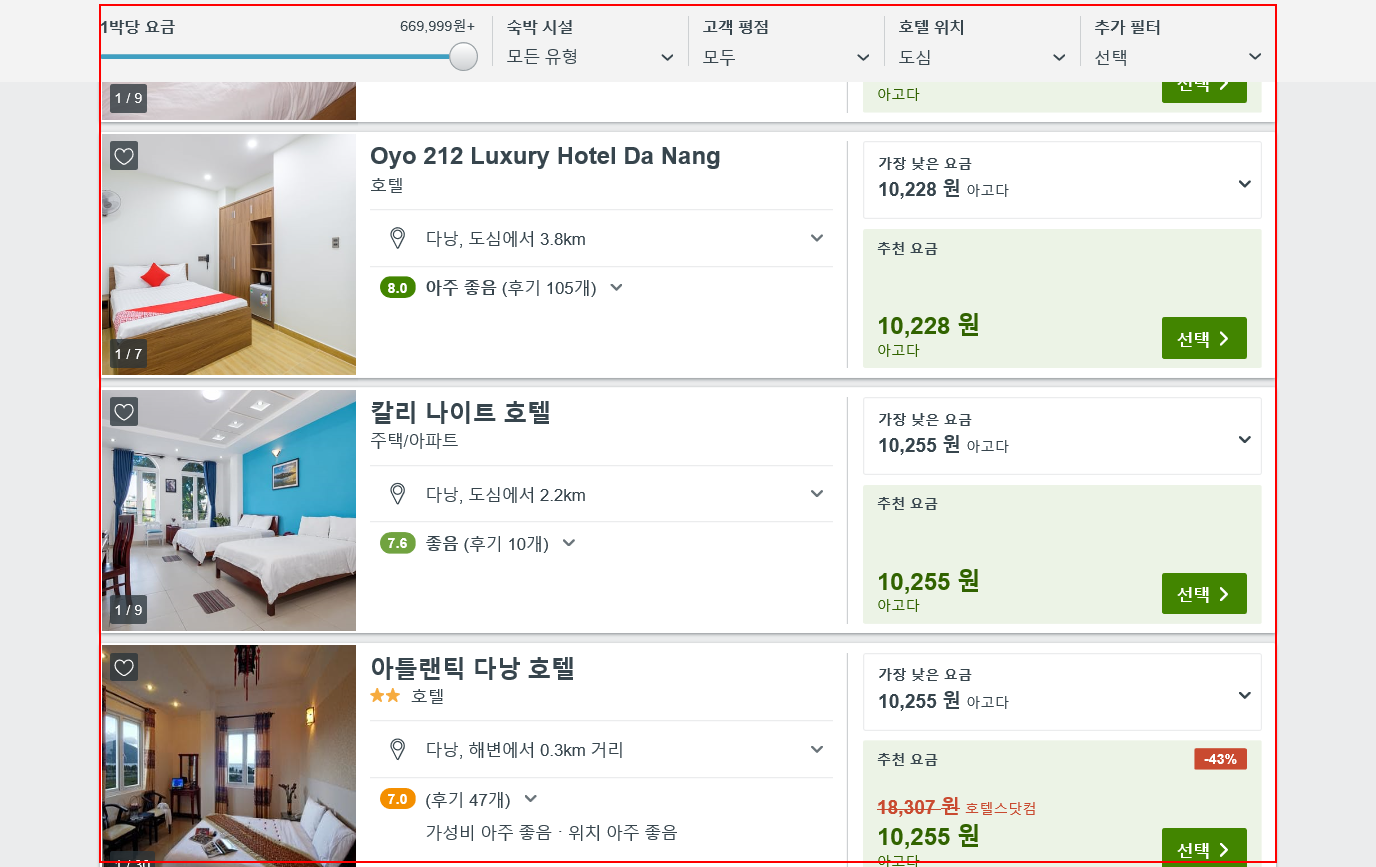 1박당 요금
669,999원+
숙박 시설
모든 유형
고객 평점
모두
호텔 위치
도심
추가 필터
선택
1 / 9
아고다
선택
Oyo 212 Luxury Hotel Da Nang
호텔
다낭, 도심에서 3.8km
8.0 아주 좋음 (후기 105개)
1 / 7
가장 낮은 요금
10,228 원 아고다
추천 요금
10,228 원
아고다
선택
칼리 나이트 호텔
주택/아파트
다낭, 도심에서 2.2km
7.6 좋음 (후기 10개)
1 / 9
가장 낮은 요금
10,255 원 아고다
추천 요금
10,255 원
아고다
선택
아틀랜틱 다낭 호텔
호텔
다낭, 해변에서 0.3km 거리
7.0 (후기 47개)
가성비 아주 좋음 · 위치 아주 좋음
1 / 30
가장 낮은 요금
10,255 원 아고다
추천 요금
-43%
18,307 원 호텔스닷컴
10,255 원
아고다
선택